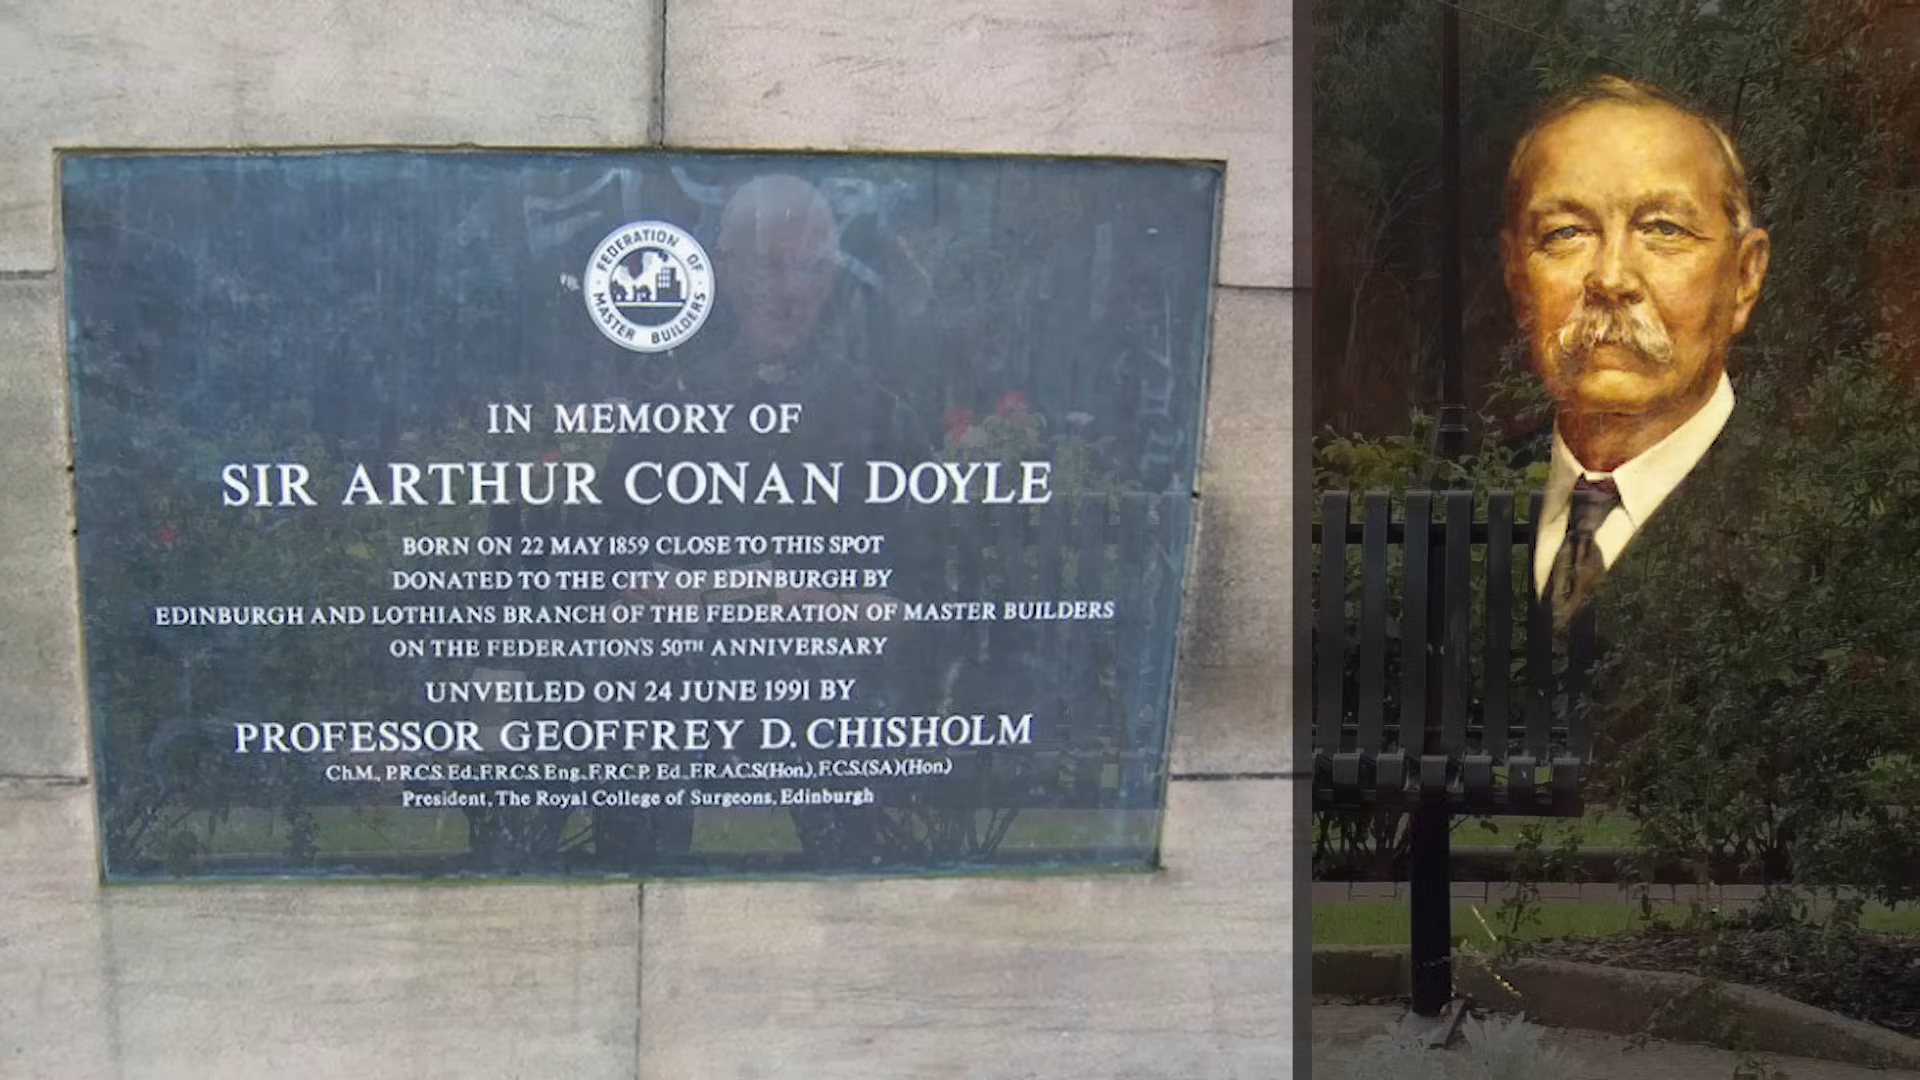 FEDERATION OF
MASTER BUILDERS
IN MEMORY OF
SIR ARTHUR CONAN DOYLE
BORN ON 22 MAY 1859 CLOSE TO THIS SPOT
DONATED TO THE CITY OF EDINBURGH BY
EDINBURGH AND LOTHIANS BRANCH OF THE FEDERATION OF MASTER BUILDERS
ON THE FEDERATION'S 50TH ANNIVERSARY
UNVEILED ON 24 JUNE 1991 BY
PROFESSOR GEOFFREY D. CHISHOLM
Ch.M., P.R.C.S. Ed., F.R.C.S. Eng., F.R.C.P. Ed., F.R.A.C.S(Hon.), F.C.S.(SA)(Hon.)
President, The Royal College of Surgeons, Edinburgh